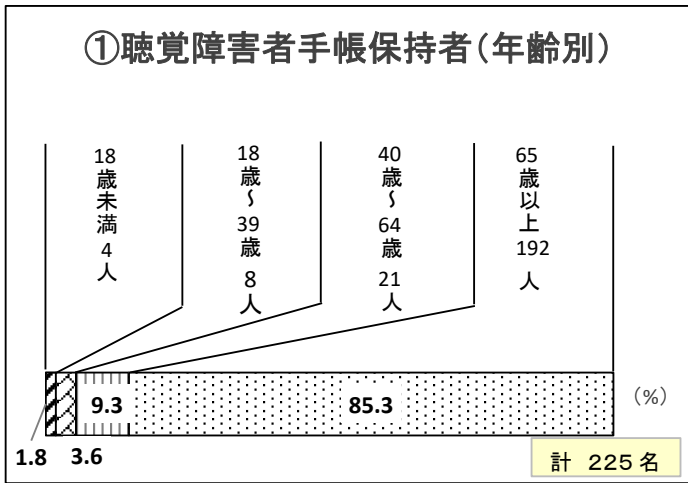 ①聴覚障害者手帳保持者(年齢別)
18歳未満 4人
18歳~39歳 8人
40歳~64歳 21人
65歳以上 192人
9.3
85.3
(%)
1.8
3.6
計 225名